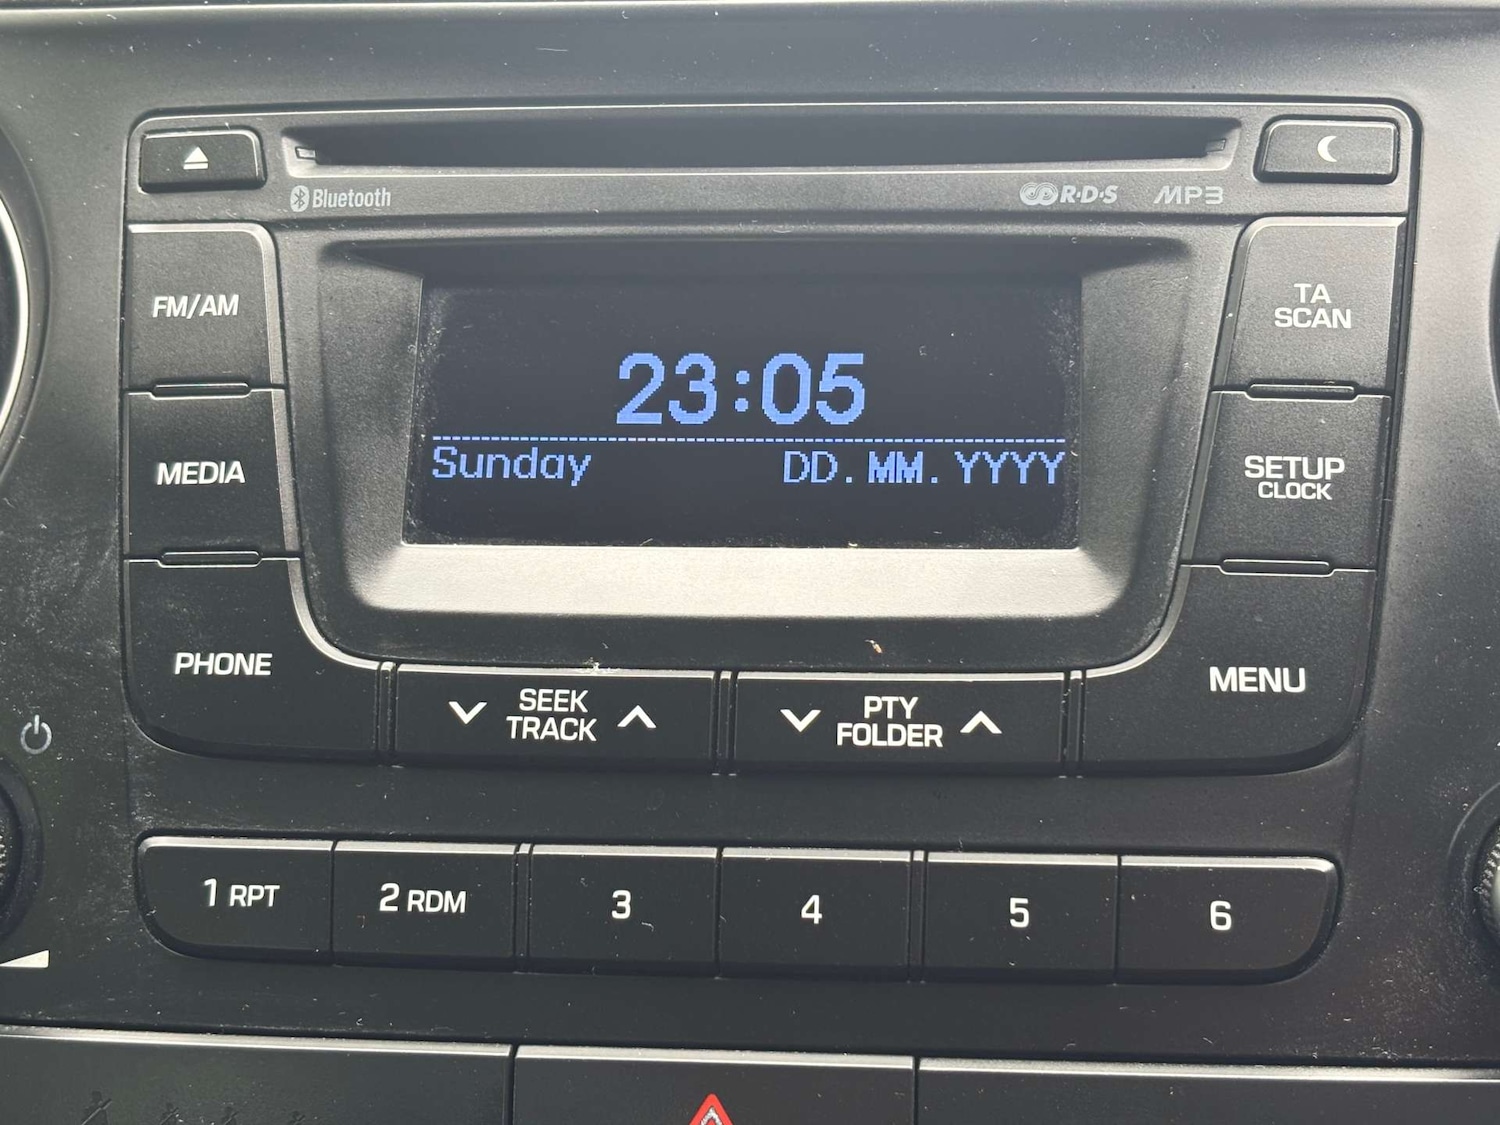 Bluetooth
R·D·S
MP3
FM/AM
TA
SCAN
23:05
Sunday DD.MM.YYYY
MEDIA
SETUP
CLOCK
PHONE
SEEK
TRACK
PTY
FOLDER
MENU
1 RPT
2 RDM
3
4
5
6